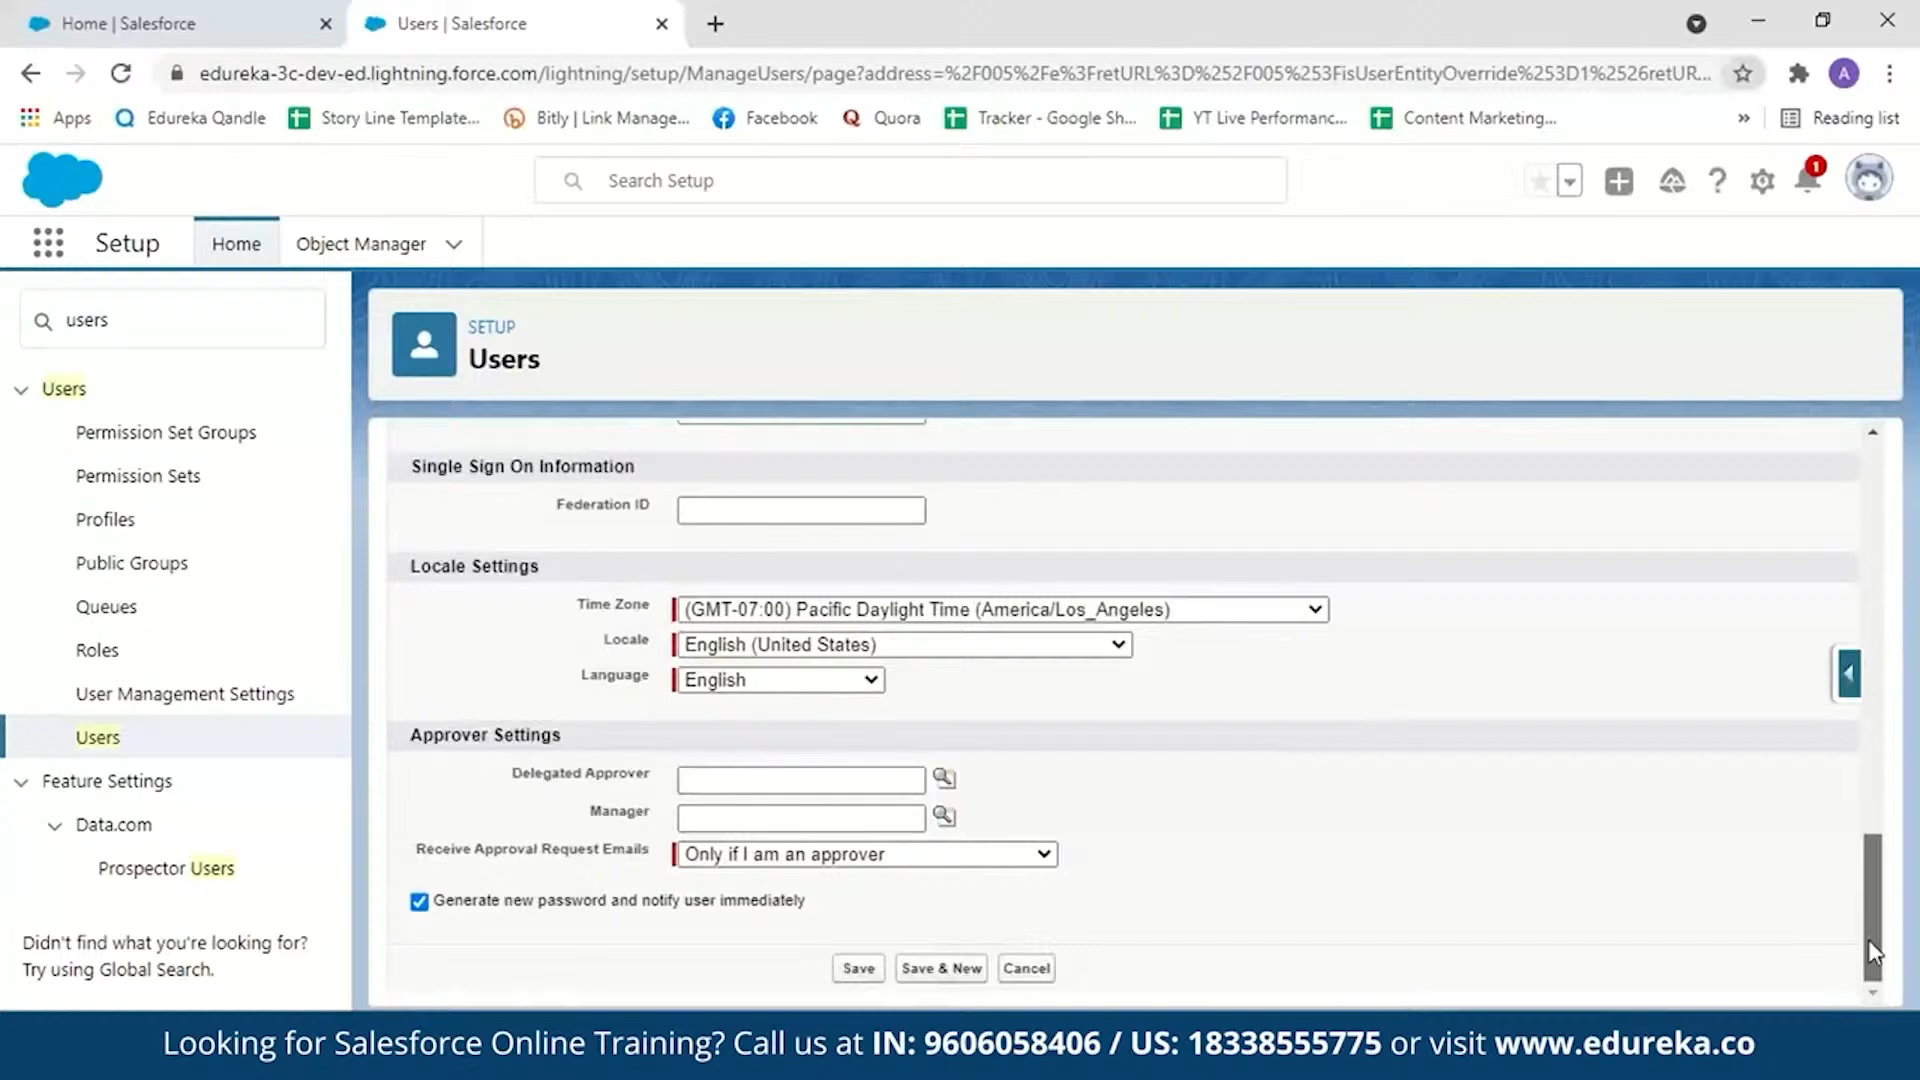 Home | Salesforce
Users | Salesforce
edureka-3c-dev-ed.lightning.force.com/lightning/setup/ManageUsers/page?address=%2F005%2Fe%3FretURL%3D%252F005%253FisUserEntityOverride%253D1%2526retUR...
A
Apps
Edureka Qandle
Story Line Template...
Bitly | Link Manage...
Facebook
Quora
Tracker - Google Sh...
YT Live Performanc...
Content Marketing...
»
Reading list
Search Setup
1
Setup
Home
Object Manager
users
SETUP
Users
Users
Permission Set Groups
Permission Sets
Profiles
Public Groups
Queues
Roles
User Management Settings
Users
Feature Settings
Data.com
Prospector Users
Didn't find what you're looking for?
Try using Global Search.
Single Sign On Information
Federation ID
Locale Settings
Time Zone (GMT-07:00) Pacific Daylight Time (America/Los_Angeles)
Locale English (United States)
Language English
Approver Settings
Delegated Approver
Manager
Receive Approval Request Emails Only if I am an approver
Generate new password and notify user immediately
Save Save & New Cancel
Looking for Salesforce Online Training? Call us at IN: 9606058406 / US: 18338555775 or visit www.edureka.co